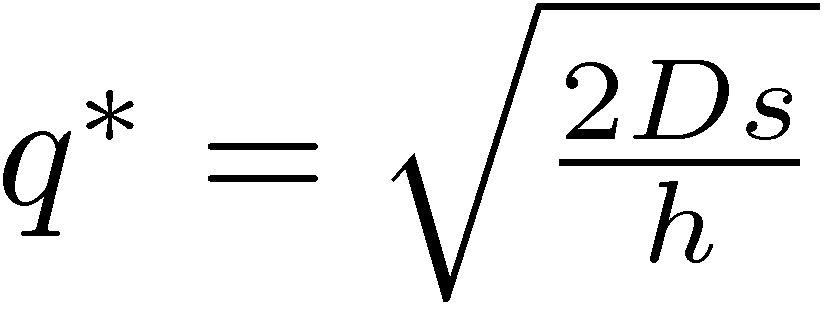 q* = √(2Ds/h)